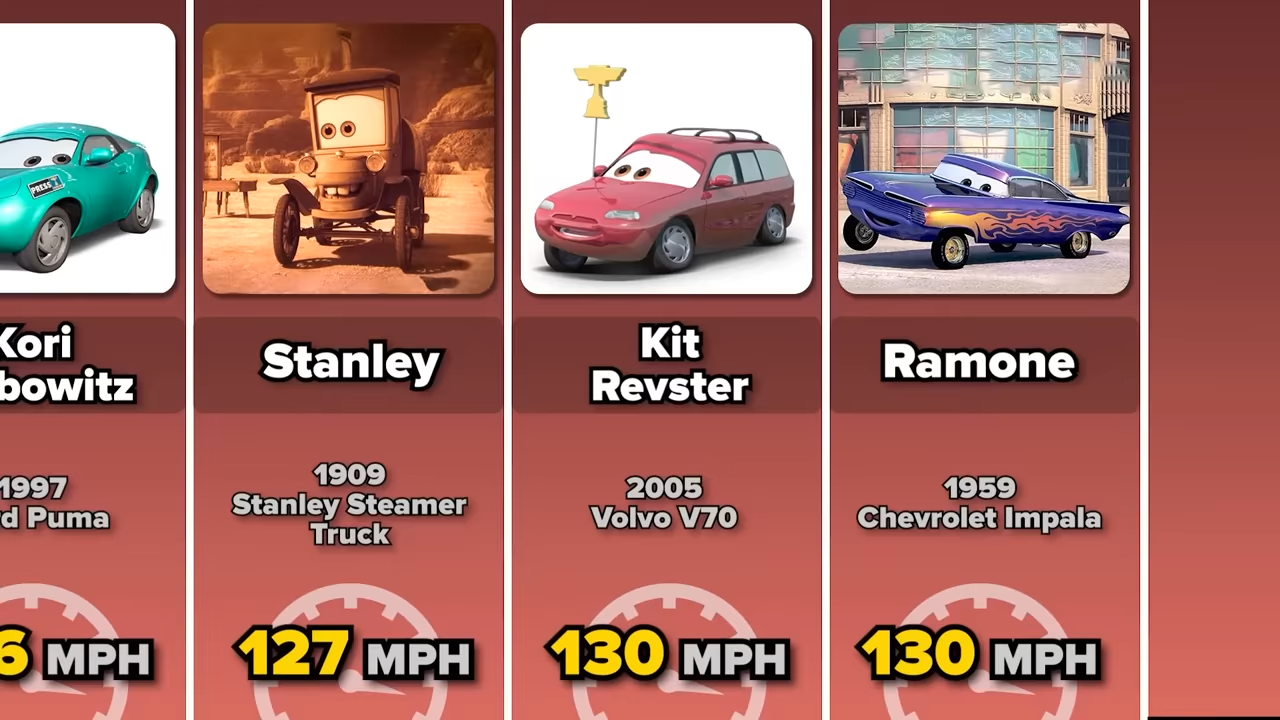 PRESS
Kori
bowitz
1997
d Puma
6 MPH
Stanley
1909
Stanley Steamer
Truck
127 MPH
Kit
Revster
2005
Volvo V70
130 MPH
Ramone
1959
Chevrolet Impala
130 MPH